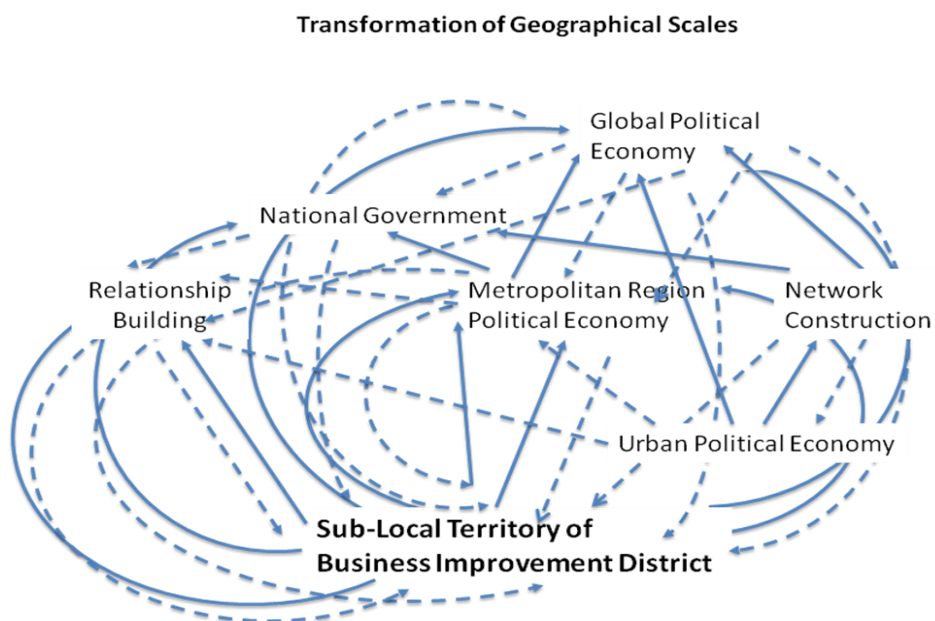 Transformation of Geographical Scales
Global Political
Economy
National Government
Relationship
Building
Metropolitan Region
Political Economy
Network
Construction
Urban Political Economy
Sub-Local Territory of
Business Improvement District